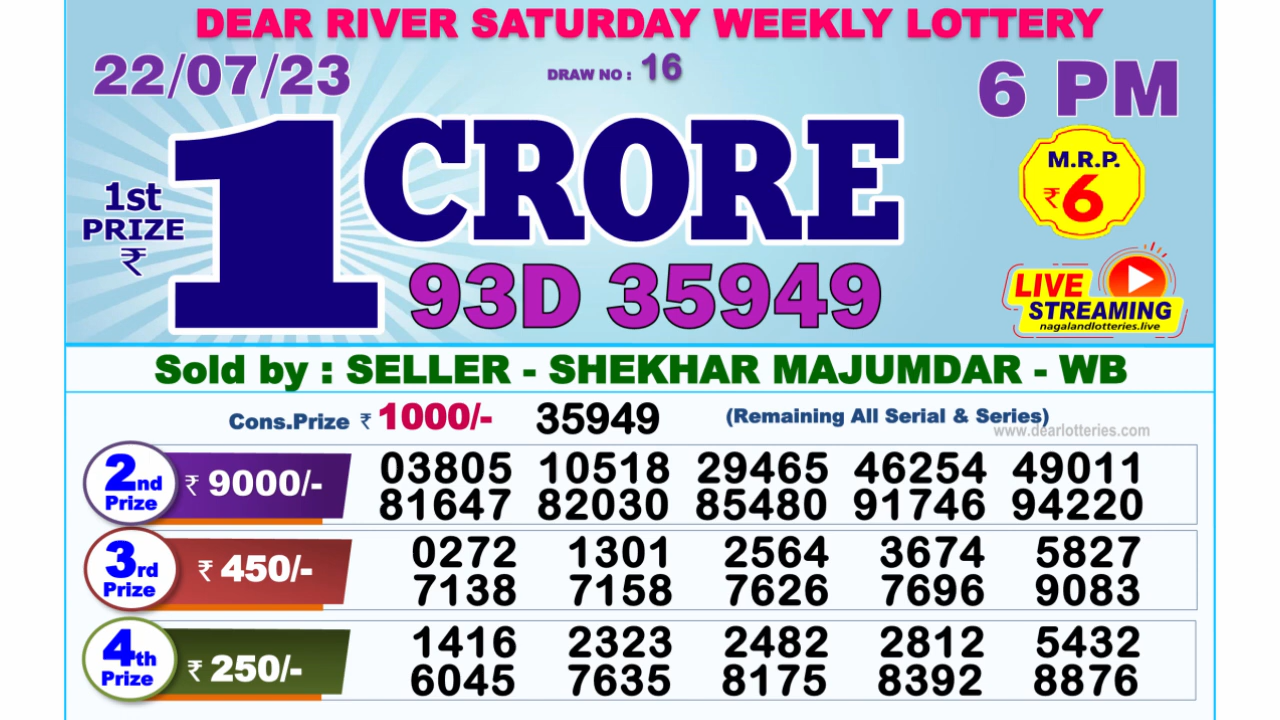 DEAR RIVER SATURDAY WEEKLY LOTTERY
22/07/23
DRAW NO : 16
6 PM
1st
PRIZE
₹
1 CRORE
M.R.P.
₹6
93D 35949
LIVE
STREAMING
nagalandlotteries.live
Sold by : SELLER - SHEKHAR MAJUMDAR - WB
Cons.Prize ₹ 1000/- 35949 (Remaining All Serial & Series)
www.dearlotteries.com
2nd
Prize
₹ 9000/-
03805 10518 29465 46254 49011
81647 82030 85480 91746 94220
3rd
Prize
₹ 450/-
0272 1301 2564 3674 5827
7138 7158 7626 7696 9083
4th
Prize
₹ 250/-
1416 2323 2482 2812 5432
6045 7635 8175 8392 8876